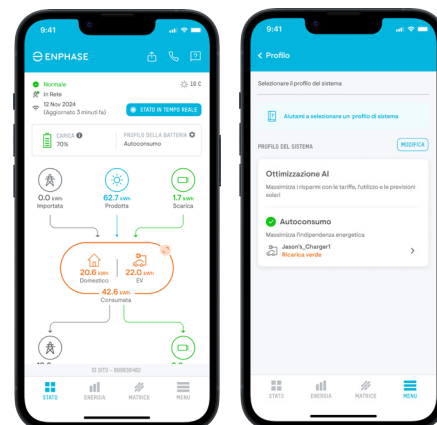 9:41
ENPHASE
Normale
10 C
In Rete
12 Nov 2024
(Aggiornato 3 minuti fa)
STATO IN TEMPO REALE
CARICA
70%
PROFILO DELLA BATTERIA
Autoconsumo
0.0 kWh
Importata
62.7 kWh
Prodotta
1.7 kWh
Scarica
20.6 kWh
Domestico
22.0 kWh
EV
42.6 kWh
Consumata
ID SITO -
STATO
ENERGIA
MATRICE
MENU
9:41
Profilo
Selezionare il profilo del sistema
Aiutami a selezionare un profilo di sistema
PROFILO DEL SISTEMA
MODIFICA
Ottimizzazione AI
Massimizza i risparmi con le tariffe, l'utilizzo e le previsioni
solari
Autoconsumo
Massimizza l'indipendenza energetica
Jason's_Charger1
Ricarica verde
STATO
ENERGIA
MATRICE
MENU